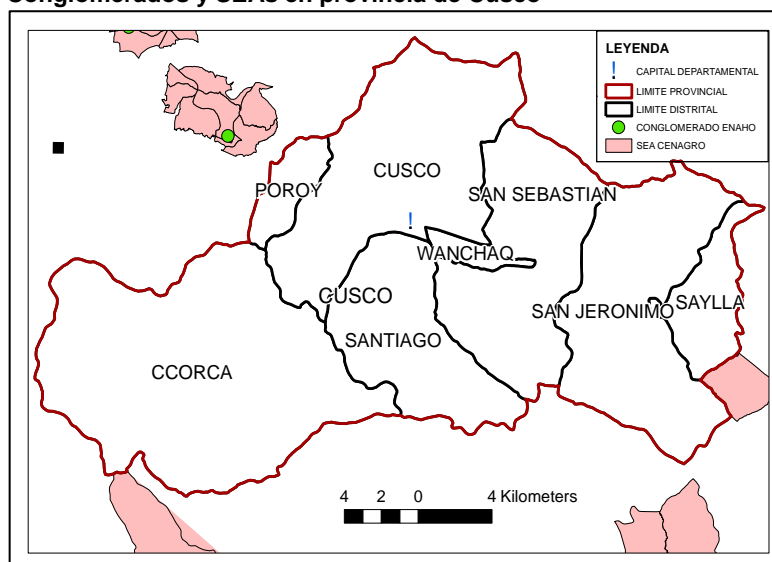 Conglomerados y SEAs en provincia de Cusco
LEYENDA
! CAPITAL DEPARTAMENTAL
LIMITE PROVINCIAL
LIMITE DISTRITAL
CONGLOMERADO ENAHO
SEA CENAGRO
CUSCO
POROY
SAN SEBASTIAN
!
WANCHAQ
CUSCO
SAN JERONIMO
SAYLLA
SANTIAGO
CCORCA
4 2 0 4 Kilometers